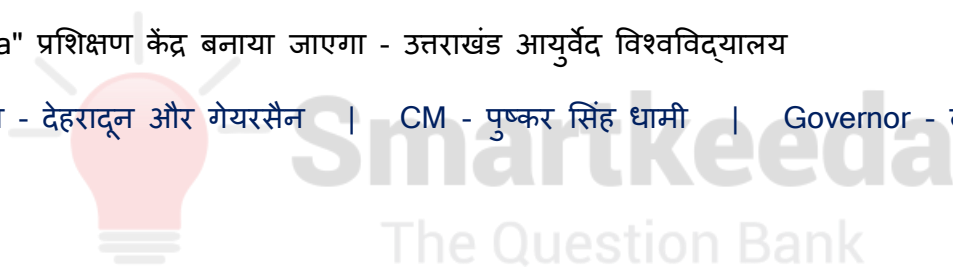 a" प्रशिक्षण केंद्र बनाया जाएगा - उत्तराखंड आयुर्वेद विश्वविद्यालय
- देहरादून और गेयरसैन | CM - पुष्कर सिंह धामी | Governor -
Smartkeeda
The Question Bank